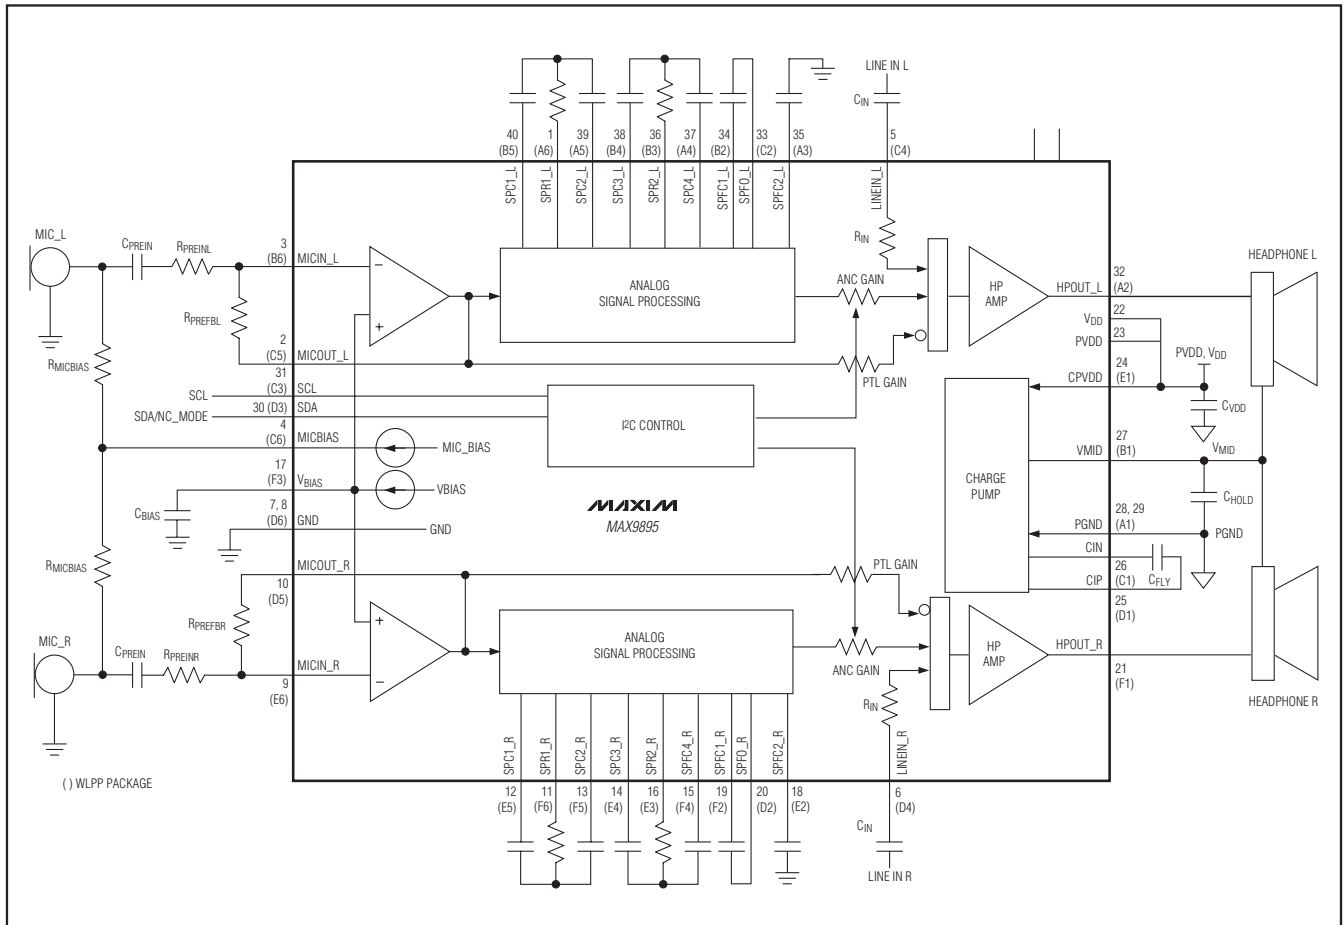 LINE IN L
CIN
40
(B5)
1
(A6)
39
(A5)
38
(B4)
36
(B3)
37
(A4)
34
(B2)
33
(C2)
35
(A3)
5
(C4)
SPC1_L
SPR1_L
SPC2_L
SPC3_L
SPR2_L
SPC4_L
SPFC1_L
SPFO_L
SPFC2_L
LINEIN_L
RIN
MIC_L
CPREIN
RPREINL
3
(B6)
MICIN_L
−
+
RPREFBL
ANALOG
SIGNAL PROCESSING
ANC GAIN
HP
AMP
HPOUT_L
32
(A2)
HEADPHONE L
VDD
22
PVDD
23
2
(C5)
MICOUT_L
PTL GAIN
RMICBIAS
31
(C3)
SCL
SCL
SDA/NC_MODE
30 (D3)
SDA
I²C CONTROL
24
(E1)
CPVDD
PVDD, VDD
CVDD
4
(C6)
MICBIAS
MIC_BIAS
27
(B1)
VMID
VMID
17
(F3)
VBIAS
VBIAS
CBIAS
CHARGE
PUMP
CHOLD
MAXIM
MAX9895
7, 8
(D6)
GND
GND
28, 29
(A1)
PGND
PGND
CIN
26
(C1)
CFLY
CIP
25
(D1)
RMICBIAS
MICOUT_R
10
(D5)
PTL GAIN
RPREFBR
+
−
ANALOG
SIGNAL PROCESSING
ANC GAIN
HP
AMP
HPOUT_R
21
(F1)
MIC_R
CPREIN
RPREINR
MICIN_R
9
(E6)
RIN
HEADPHONE R
SPC1_R
SPR1_R
SPC2_R
SPC3_R
SPR2_R
SPFC4_R
SPFC1_R
SPFO_R
SPFC2_R
LINEIN_R
( ) WLPP PACKAGE
12
(E5)
11
(F6)
13
(F5)
14
(E4)
16
(E3)
15
(F4)
19
(F2)
20
(D2)
18
(E2)
6
(D4)
CIN
LINE IN R